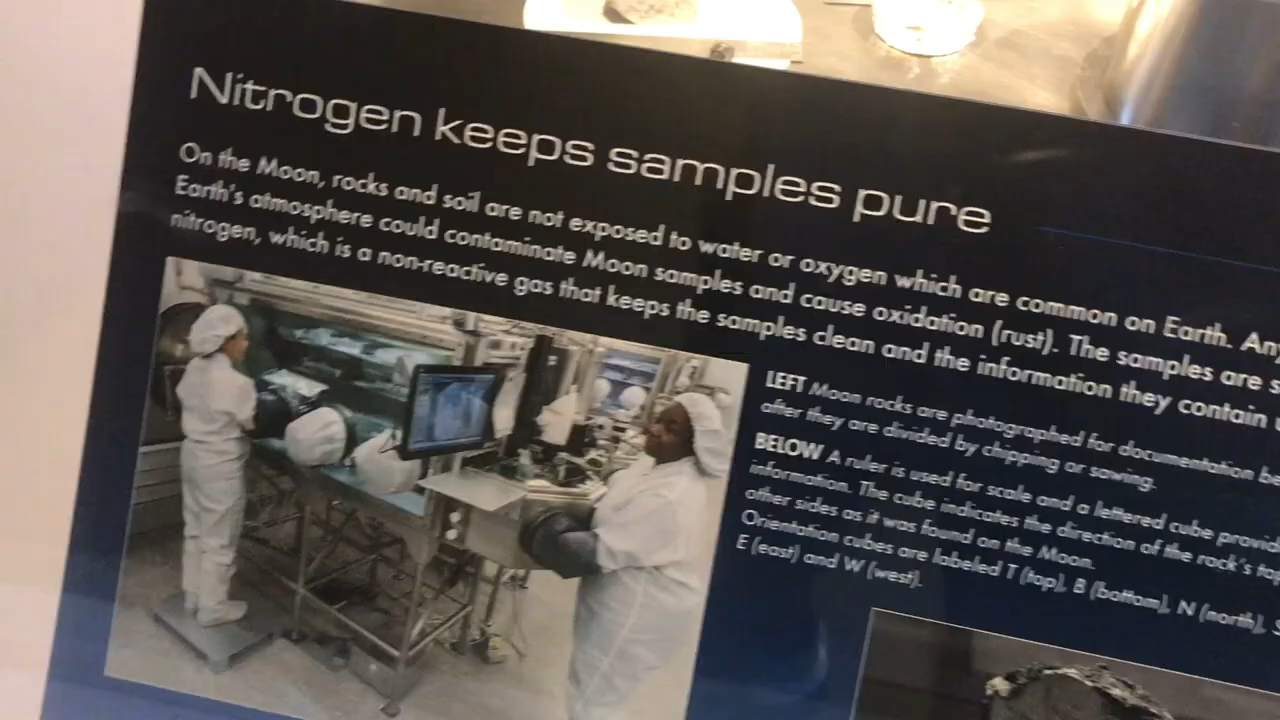 Nitrogen keeps samples pure
On the Moon, rocks and soil are not exposed to water or oxygen which are common on Earth. Any
Earth's atmosphere could contaminate Moon samples and cause oxidation (rust). The samples are s
nitrogen, which is a non-reactive gas that keeps the samples clean and the information they contain
LEFT Moon rocks are photographed for documentation be
after they are divided by chipping or sawing.
BELOW A ruler is used for scale and a lettered cube provid
information. The cube indicates the direction of the rock's top
other sides as it was found on the Moon.
Orientation cubes are labeled T (top), B (bottom), N (north), S
E (east) and W (west).